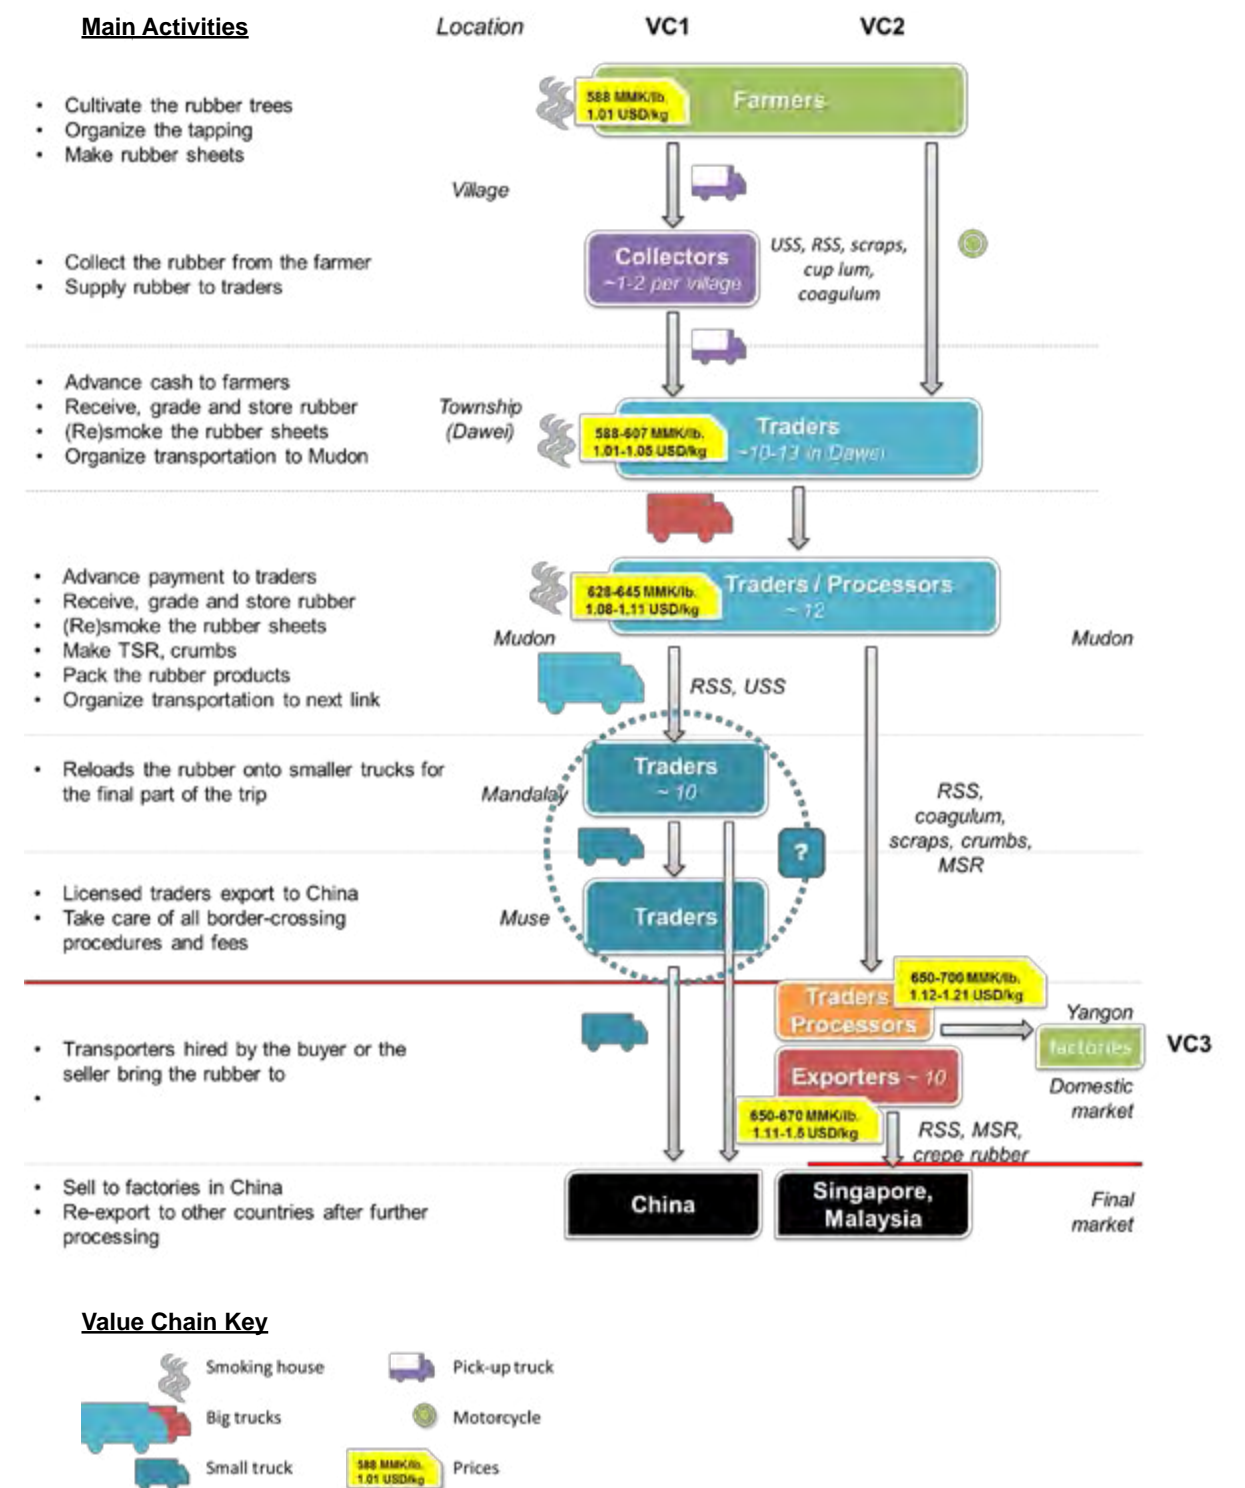 Main Activities
Location
VC1
VC2
• Cultivate the rubber trees
• Organize the tapping
• Make rubber sheets
588 MMK/lb.
1.01 USD/kg
Farmers
Village
• Collect the rubber from the farmer
• Supply rubber to traders
Collectors
~1-2 per village
USS, RSS, scraps,
cup lum,
coagulum
• Advance cash to farmers
• Receive, grade and store rubber
• (Re)smoke the rubber sheets
• Organize transportation to Mudon
Township
(Dawei)
588-607 MMK/lb.
1.01-1.05 USD/kg
Traders
~10-13 in Dawei
• Advance payment to traders
• Receive, grade and store rubber
• (Re)smoke the rubber sheets
• Make TSR, crumbs
• Pack the rubber products
• Organize transportation to next link
628-645 MMK/lb.
1.08-1.11 USD/kg
Traders / Processors
~ 12
Mudon
Mudon
RSS, USS
• Reloads the rubber onto smaller trucks for
the final part of the trip
Mandalay
Traders
~ 10
RSS,
coagulum,
scraps, crumbs,
MSR
?
• Licensed traders export to China
• Take care of all border-crossing
procedures and fees
Muse
Traders
650-700 MMK/lb.
1.12-1.21 USD/kg
Traders
Processors
Yangon
factories
VC3
Domestic
market
• Transporters hired by the buyer or the
seller bring the rubber to
•
Exporters ~ 10
650-670 MMK/lb.
1.11-1.5 USD/kg
RSS, MSR,
crepe rubber
• Sell to factories in China
• Re-export to other countries after further
processing
China
Singapore,
Malaysia
Final
market
Value Chain Key
Smoking house
Pick-up truck
Big trucks
Motorcycle
Small truck
588 MMK/lb.
1.01 USD/kg
Prices